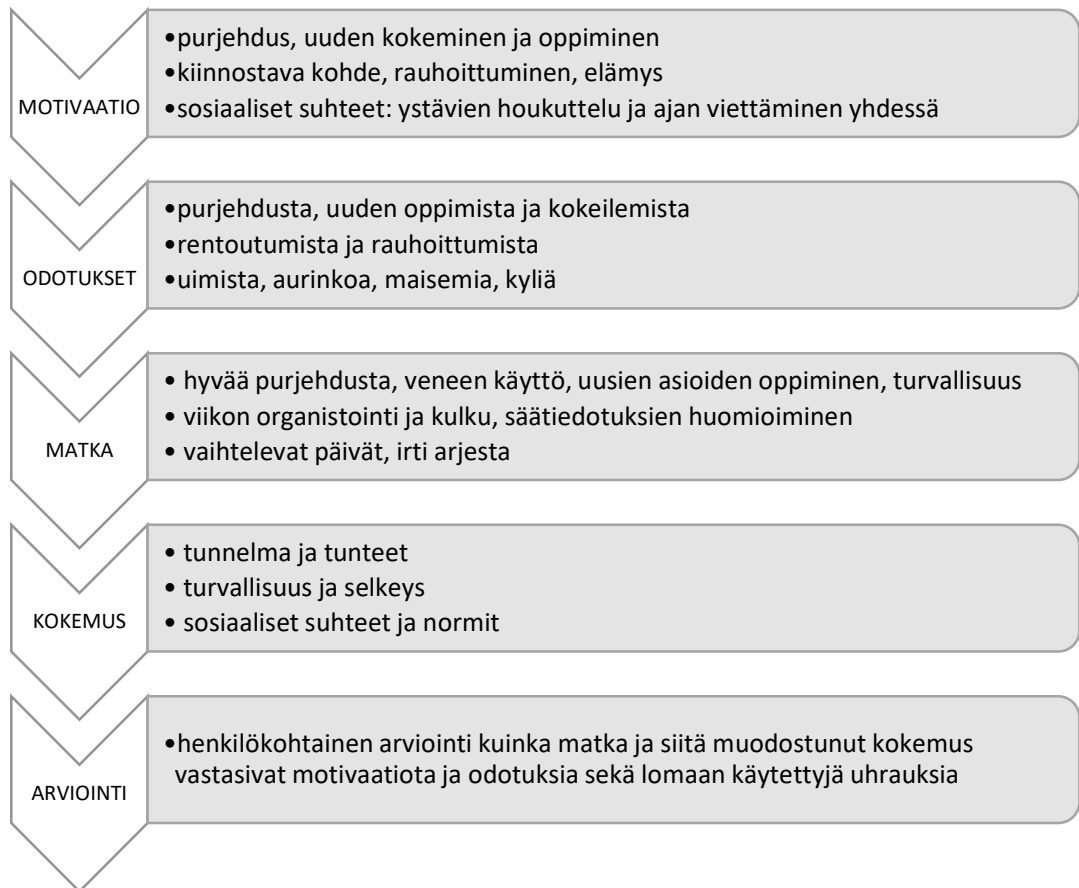 MOTIVAATIO
•purjehdus, uuden kokeminen ja oppiminen
•kiinnostava kohde, rauhoittuminen, elämys
•sosiaaliset suhteet: ystävien houkuttelu ja ajan viettäminen yhdessä
ODOTUKSET
•purjehdusta, uuden oppimista ja kokeilemista
•rentoutumista ja rauhoittumista
•uimista, aurinkoa, maisemia, kyliä
MATKA
• hyvää purjehdusta, veneen käyttö, uusien asioiden oppiminen, turvallisuus
• viikon organistointi ja kulku, säätiedotuksien huomioiminen
• vaihtelevat päivät, irti arjesta
KOKEMUS
• tunnelma ja tunteet
• turvallisuus ja selkeys
• sosiaaliset suhteet ja normit
ARVIOINTI
•henkilökohtainen arviointi kuinka matka ja siitä muodostunut kokemus
vastasivat motivaatiota ja odotuksia sekä lomaan käytettyjä uhrauksia